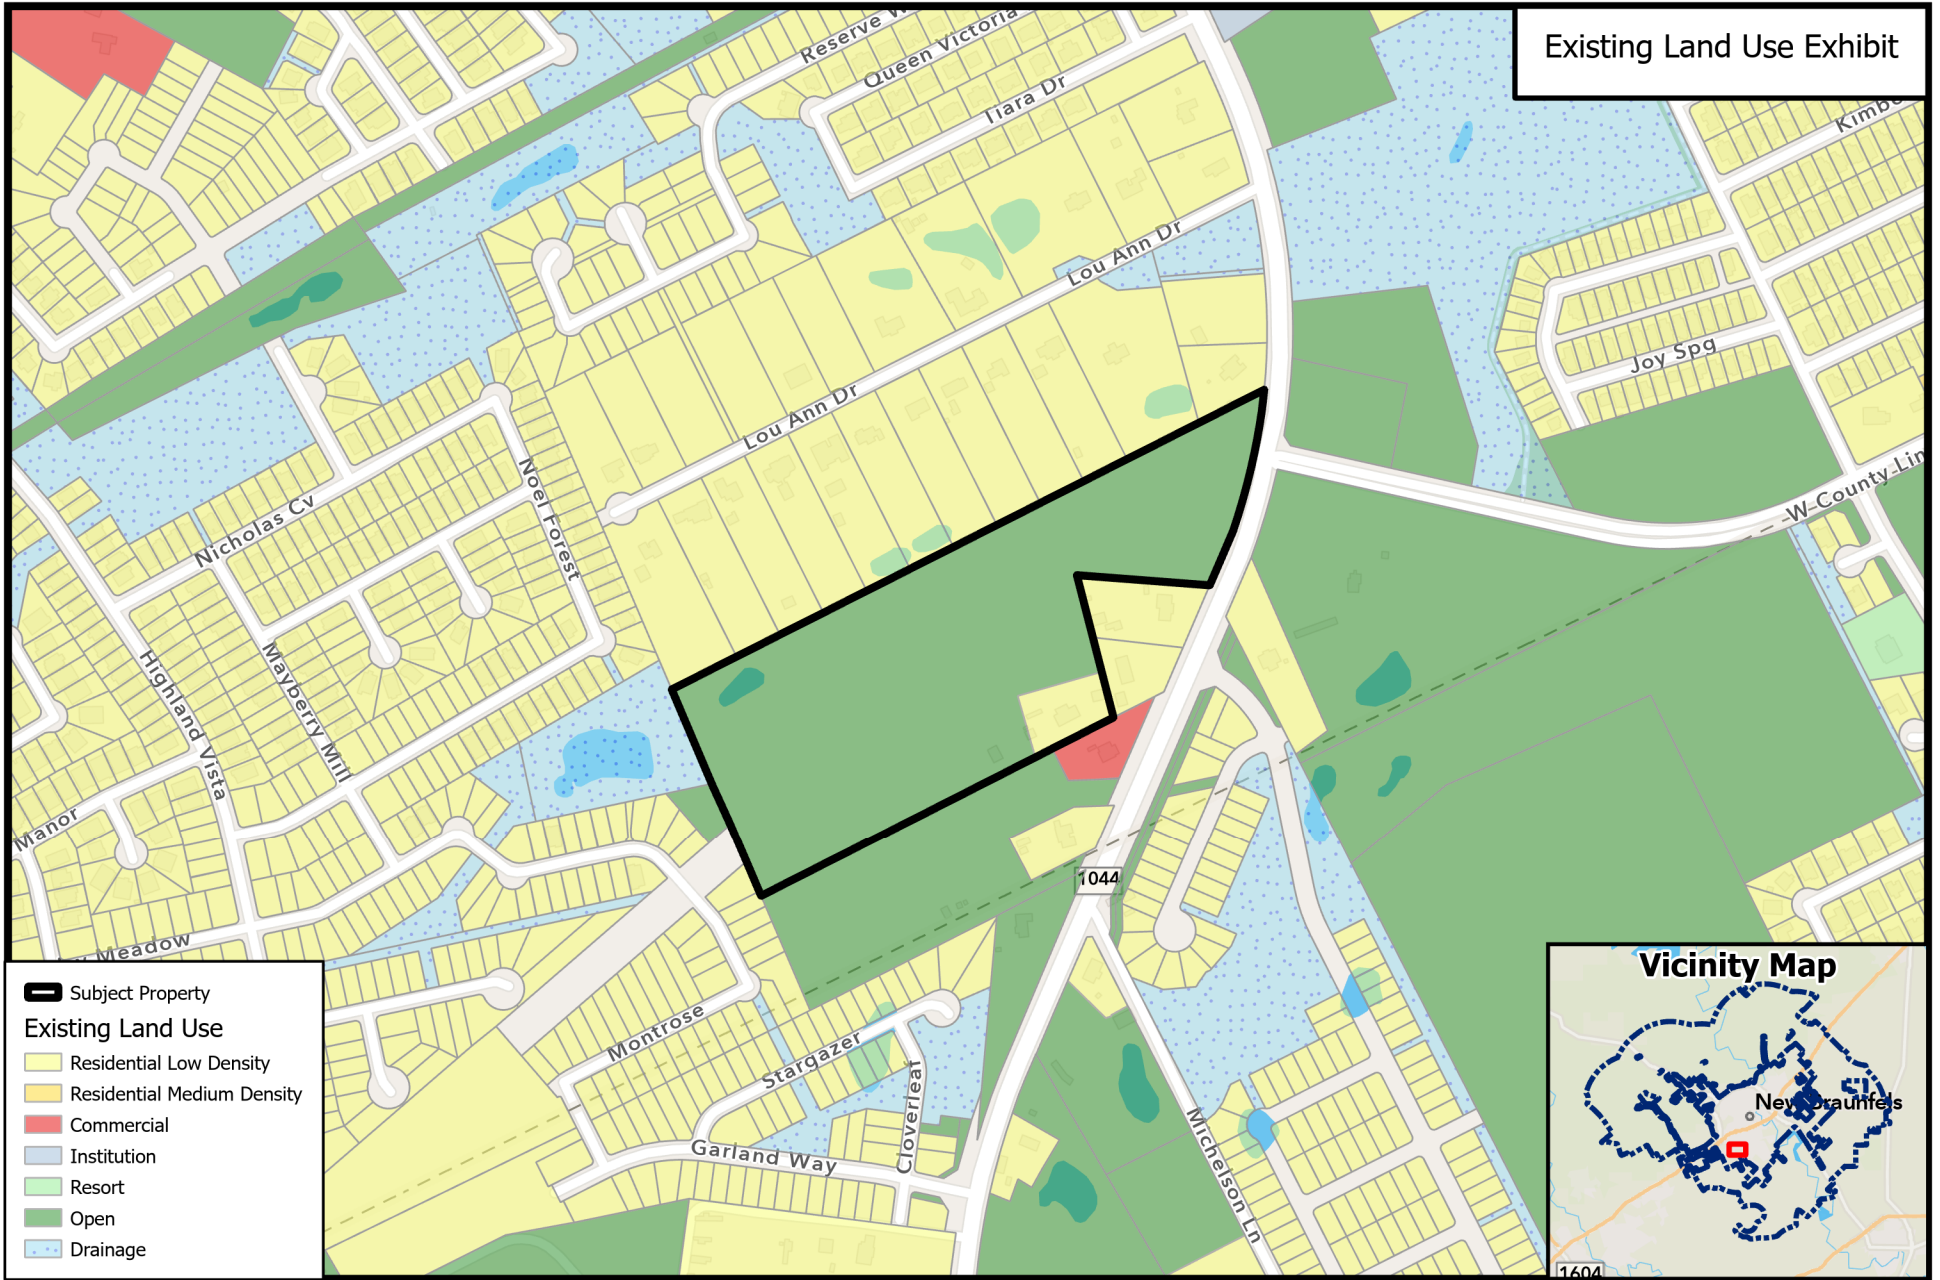 Existing Land Use Exhibit
Reserve W
Queen Victoria
Tiara Dr
Kimbe
Lou Ann Dr
Joy Spg
Lou Ann Dr
W County Lin
Nicholas Cv
Noel Forest
Highland Vista
Mayberry Mill
Manor
1044
Meadow
Montrose
Stargazer
Cloverleaf
Garland Way
Michelson Ln
Subject Property
Existing Land Use
Residential Low Density
Residential Medium Density
Commercial
Institution
Resort
Open
Drainage
Vicinity Map
New Braunfels
1604